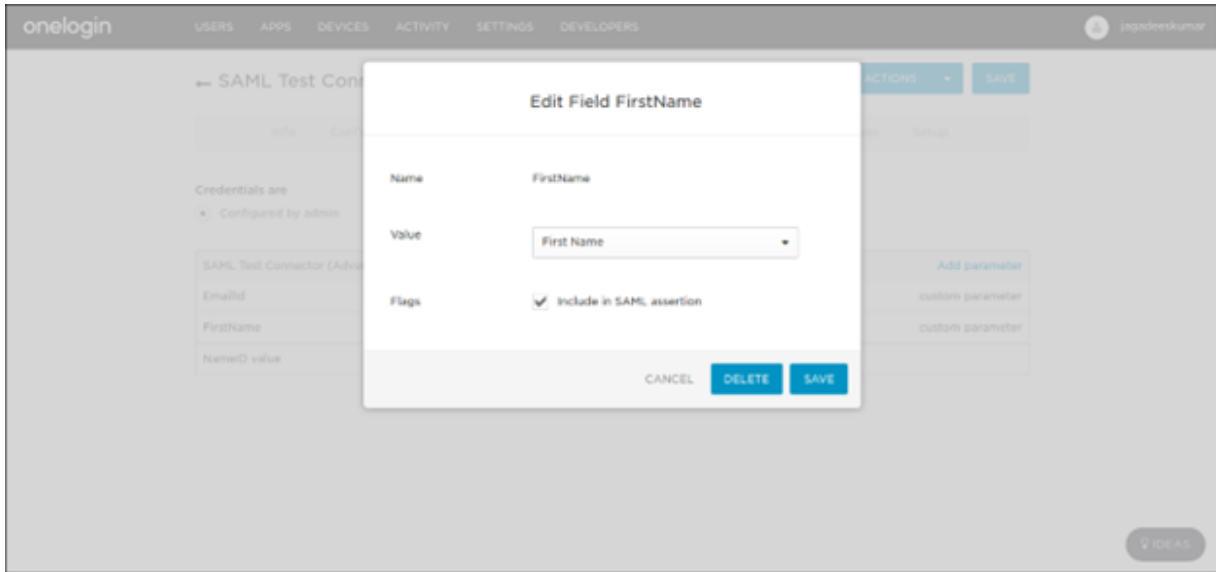 onelogin USERS APPS DEVICES ACTIVITY SETTINGS DEVELOPERS jagadeeskumar
← SAML Test Con ACTIONS SAVE
Edit Field FirstName
Info Setup
Name FirstName
Credentials are
Configured by admin
Value First Name
SAML Test Connector (Adva Add parameter
EmailId custom parameter
Flags Include in SAML assertion
FirstName custom parameter
NameID value
CANCEL DELETE SAVE
IDEAS